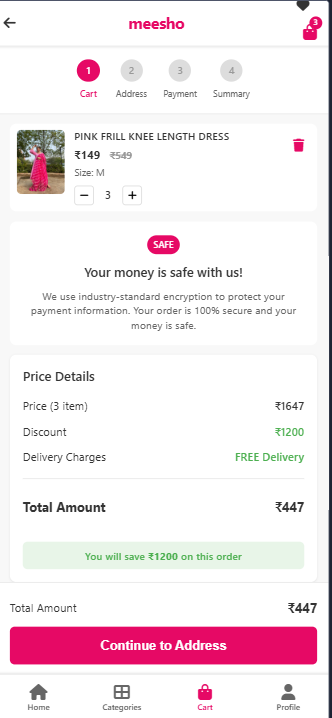 meesho
3
1
2
3
4
Cart
Address
Payment
Summary
PINK FRILL KNEE LENGTH DRESS
₹149 ₹549
Size: M
− 3 +
SAFE
Your money is safe with us!
We use industry-standard encryption to protect your
payment information. Your order is 100% secure and your
money is safe.
Price Details
Price (3 item) ₹1647
Discount ₹1200
Delivery Charges FREE Delivery
Total Amount ₹447
You will save ₹1200 on this order
Total Amount ₹447
Continue to Address
Home
Categories
Cart
Profile